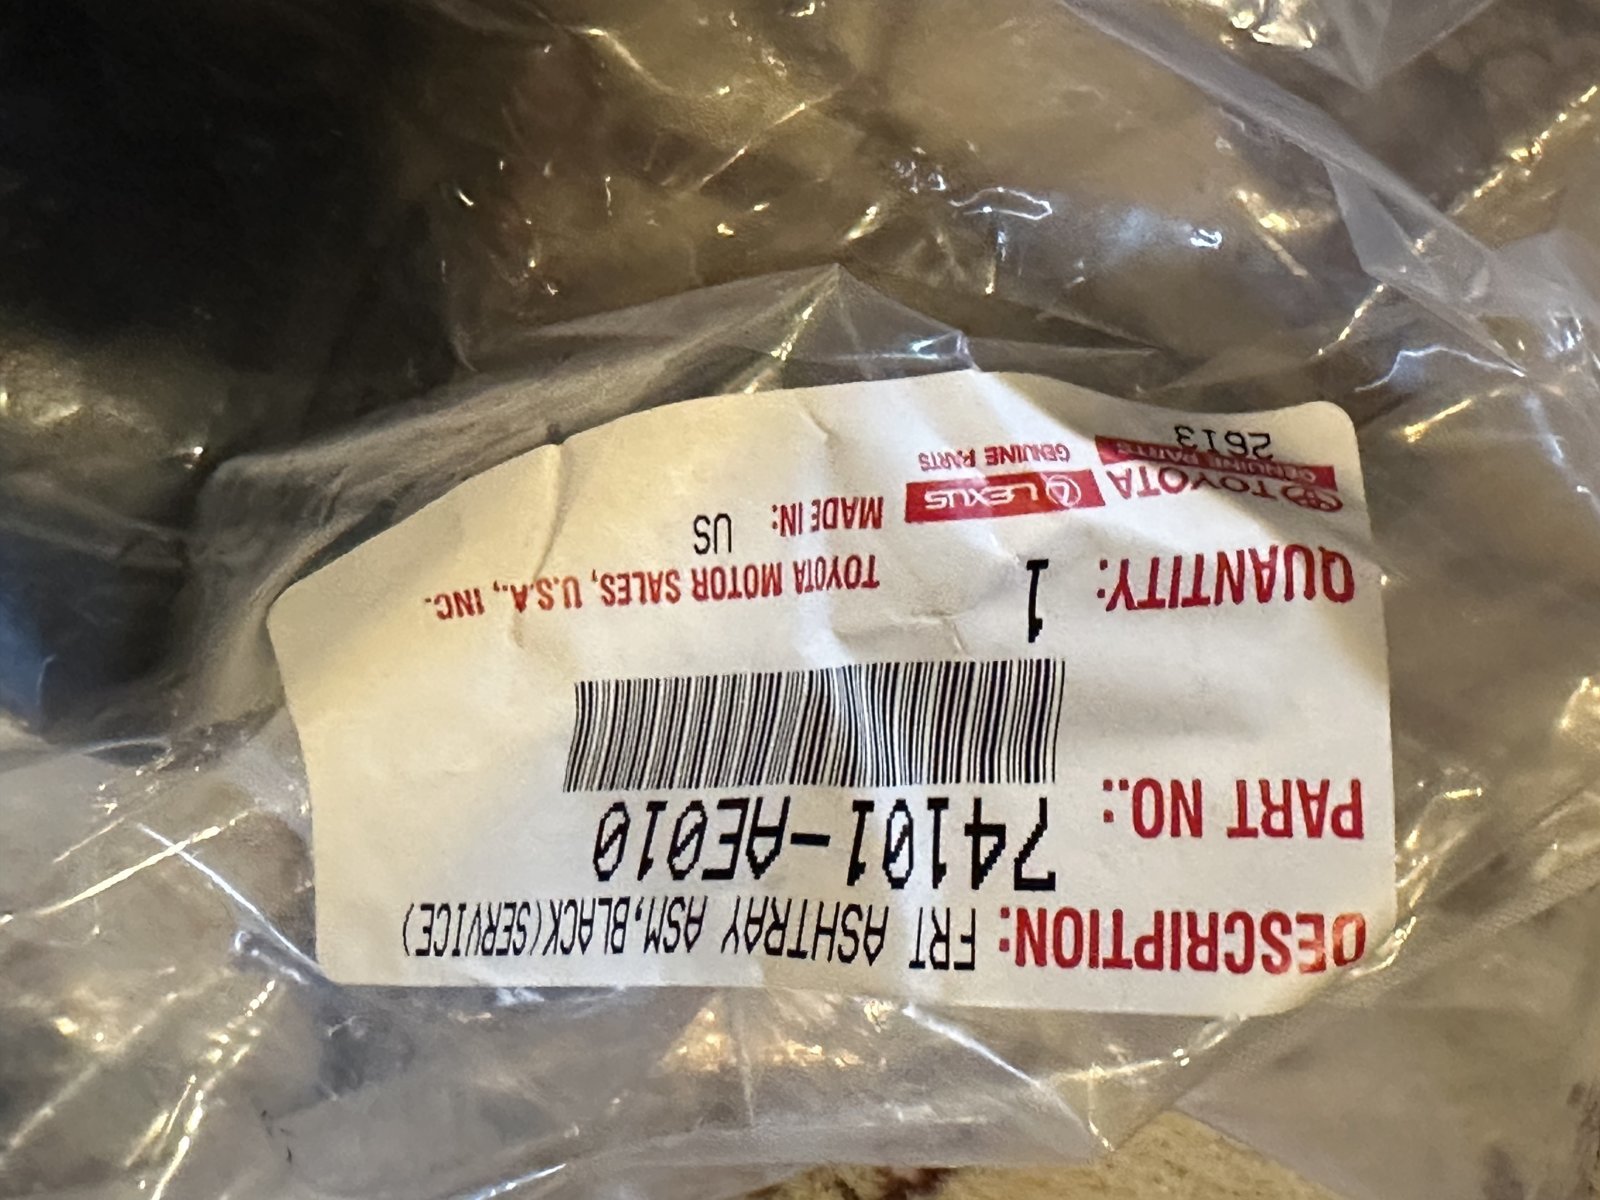 DESCRIPTION: FRT ASHTRAY ASM,BLACK(SERVICE)
PART NO.: 74101-AE010
QUANTITY: 1
TOYOTA MOTOR SALES, U.S.A., INC.
MADE IN: US
TOYOTA LEXUS
GENUINE PARTS GENUINE PARTS
2613